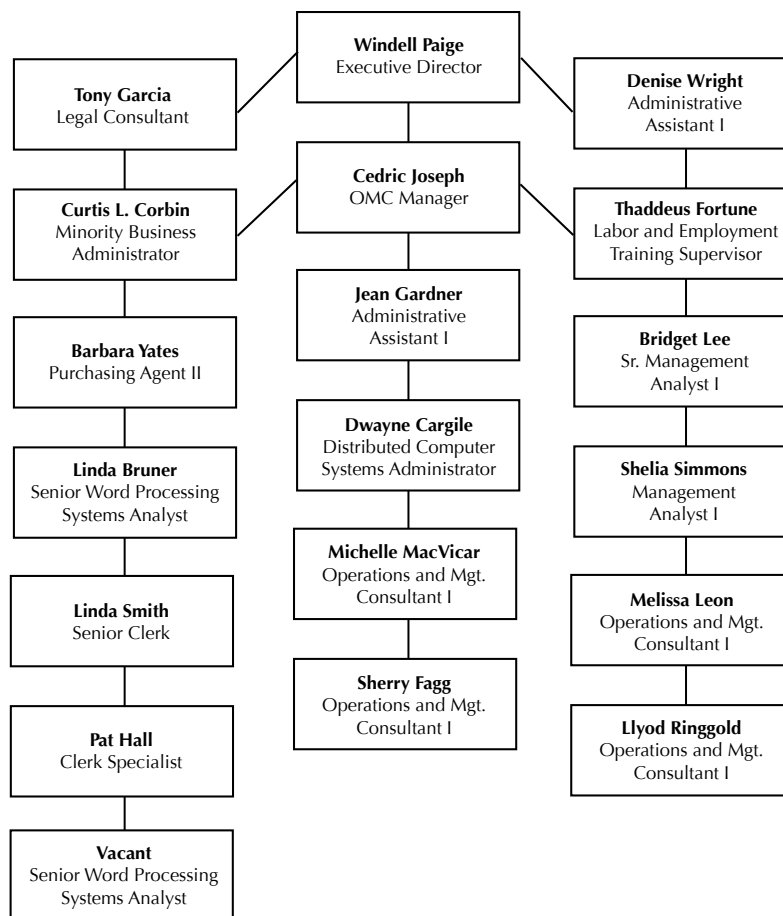 Windell Paige
Executive Director
Tony Garcia
Legal Consultant
Denise Wright
Administrative
Assistant I
Cedric Joseph
OMC Manager
Curtis L. Corbin
Minority Business
Administrator
Thaddeus Fortune
Labor and Employment
Training Supervisor
Jean Gardner
Administrative
Assistant I
Barbara Yates
Purchasing Agent II
Bridget Lee
Sr. Management
Analyst I
Dwayne Cargile
Distributed Computer
Systems Administrator
Linda Bruner
Senior Word Processing
Systems Analyst
Shelia Simmons
Management
Analyst I
Michelle MacVicar
Operations and Mgt.
Consultant I
Linda Smith
Senior Clerk
Melissa Leon
Operations and Mgt.
Consultant I
Sherry Fagg
Operations and Mgt.
Consultant I
Pat Hall
Clerk Specialist
Llyod Ringgold
Operations and Mgt.
Consultant I
Vacant
Senior Word Processing
Systems Analyst